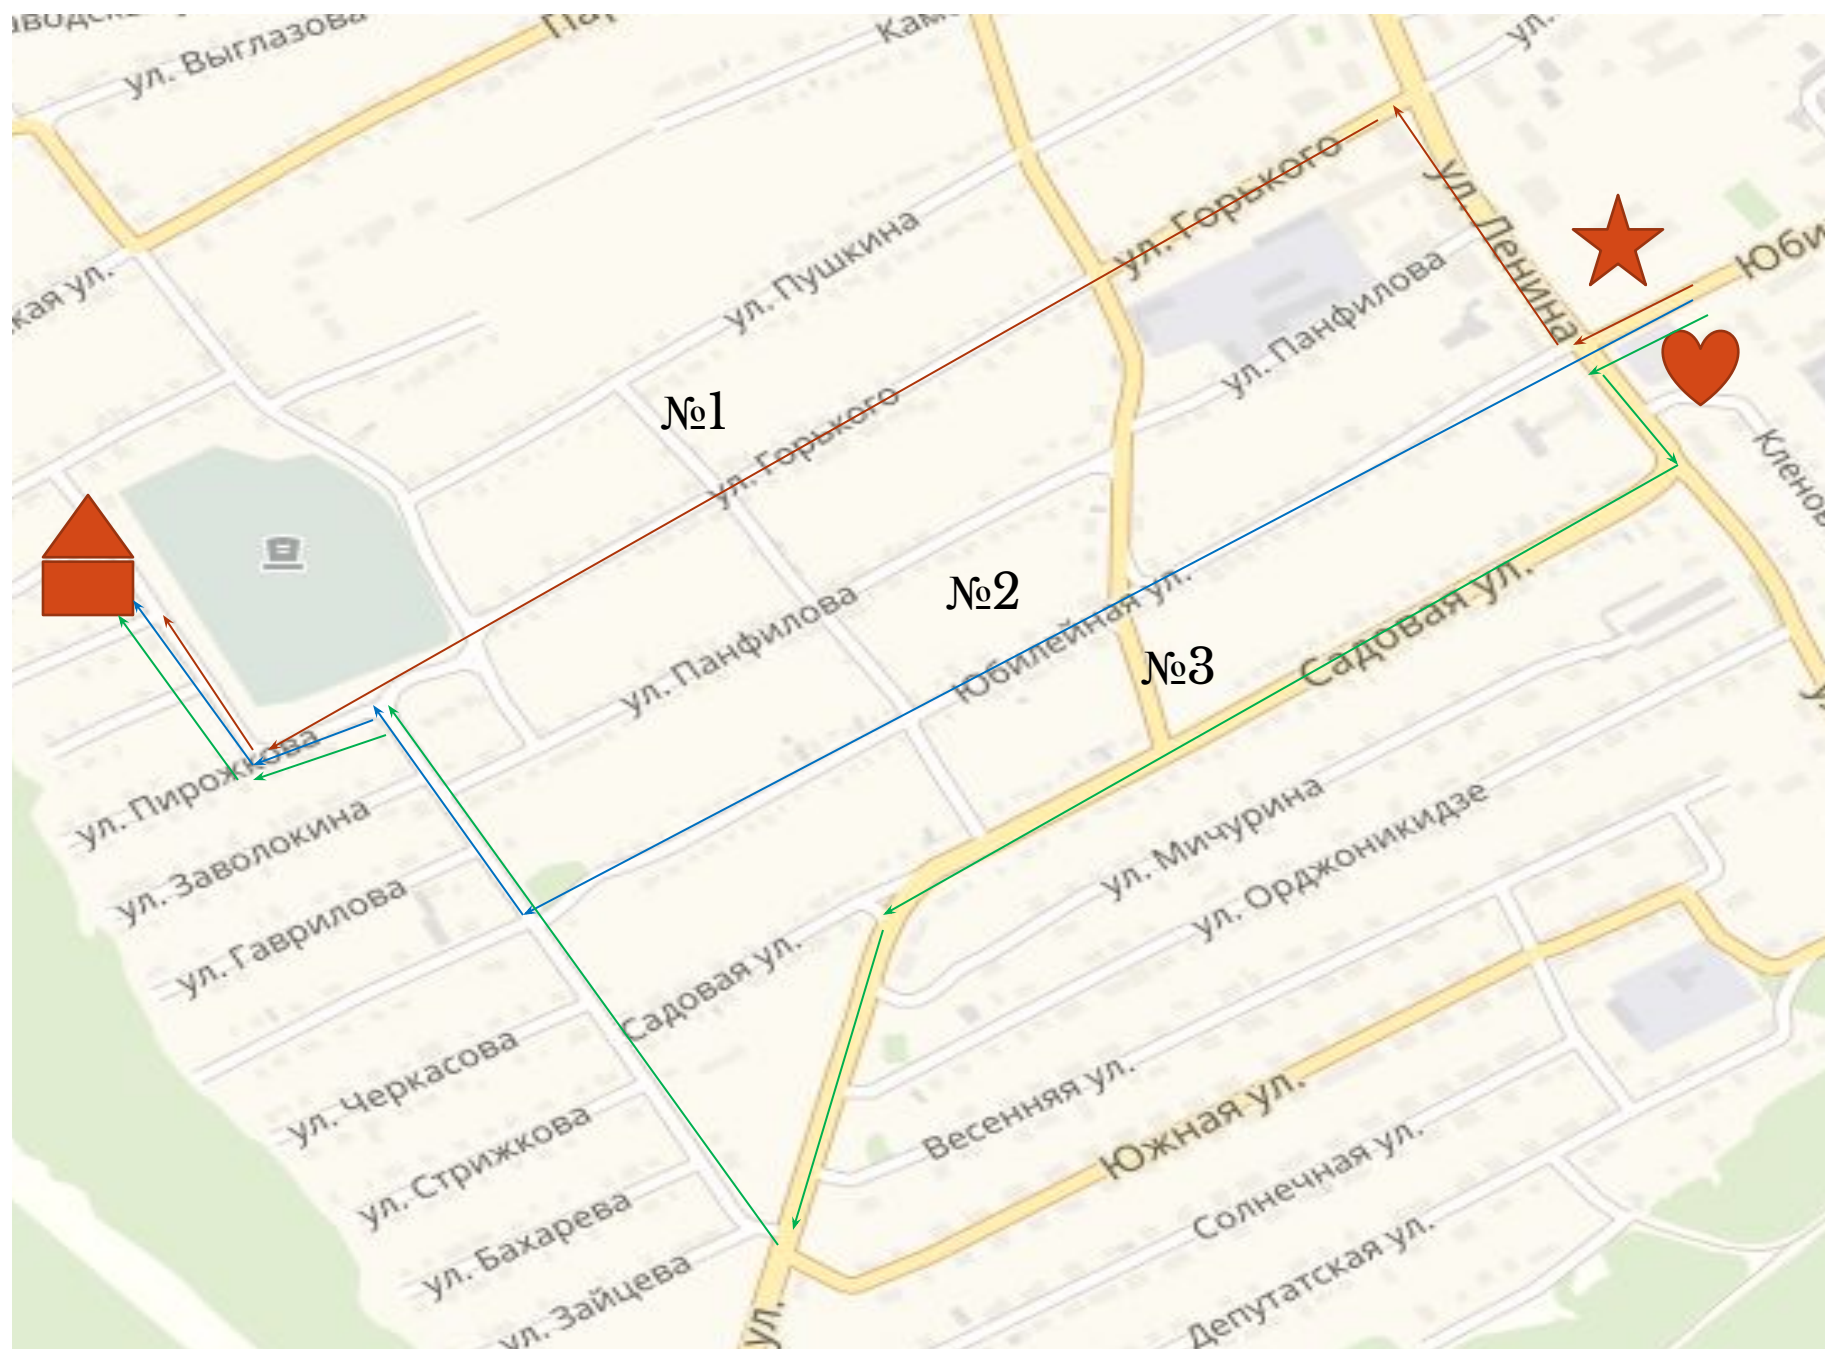 ул. Выглазова
ул. Пушкина
ул. Горького
ул. Ленина
ул. Панфилова
№1
ул. Горького
№2
ул. Панфилова
Юбилейная ул.
№3
Садовая ул.
ул. Пирожкова
ул. Заволокина
ул. Гаврилова
ул. Мичурина
ул. Орджоникидзе
Садовая ул.
ул. Черкасова
ул. Стрижкова
ул. Бахарева
ул. Зайцева
Весенняя ул.
Южная ул.
Солнечная ул.
Депутатская ул.
ул.